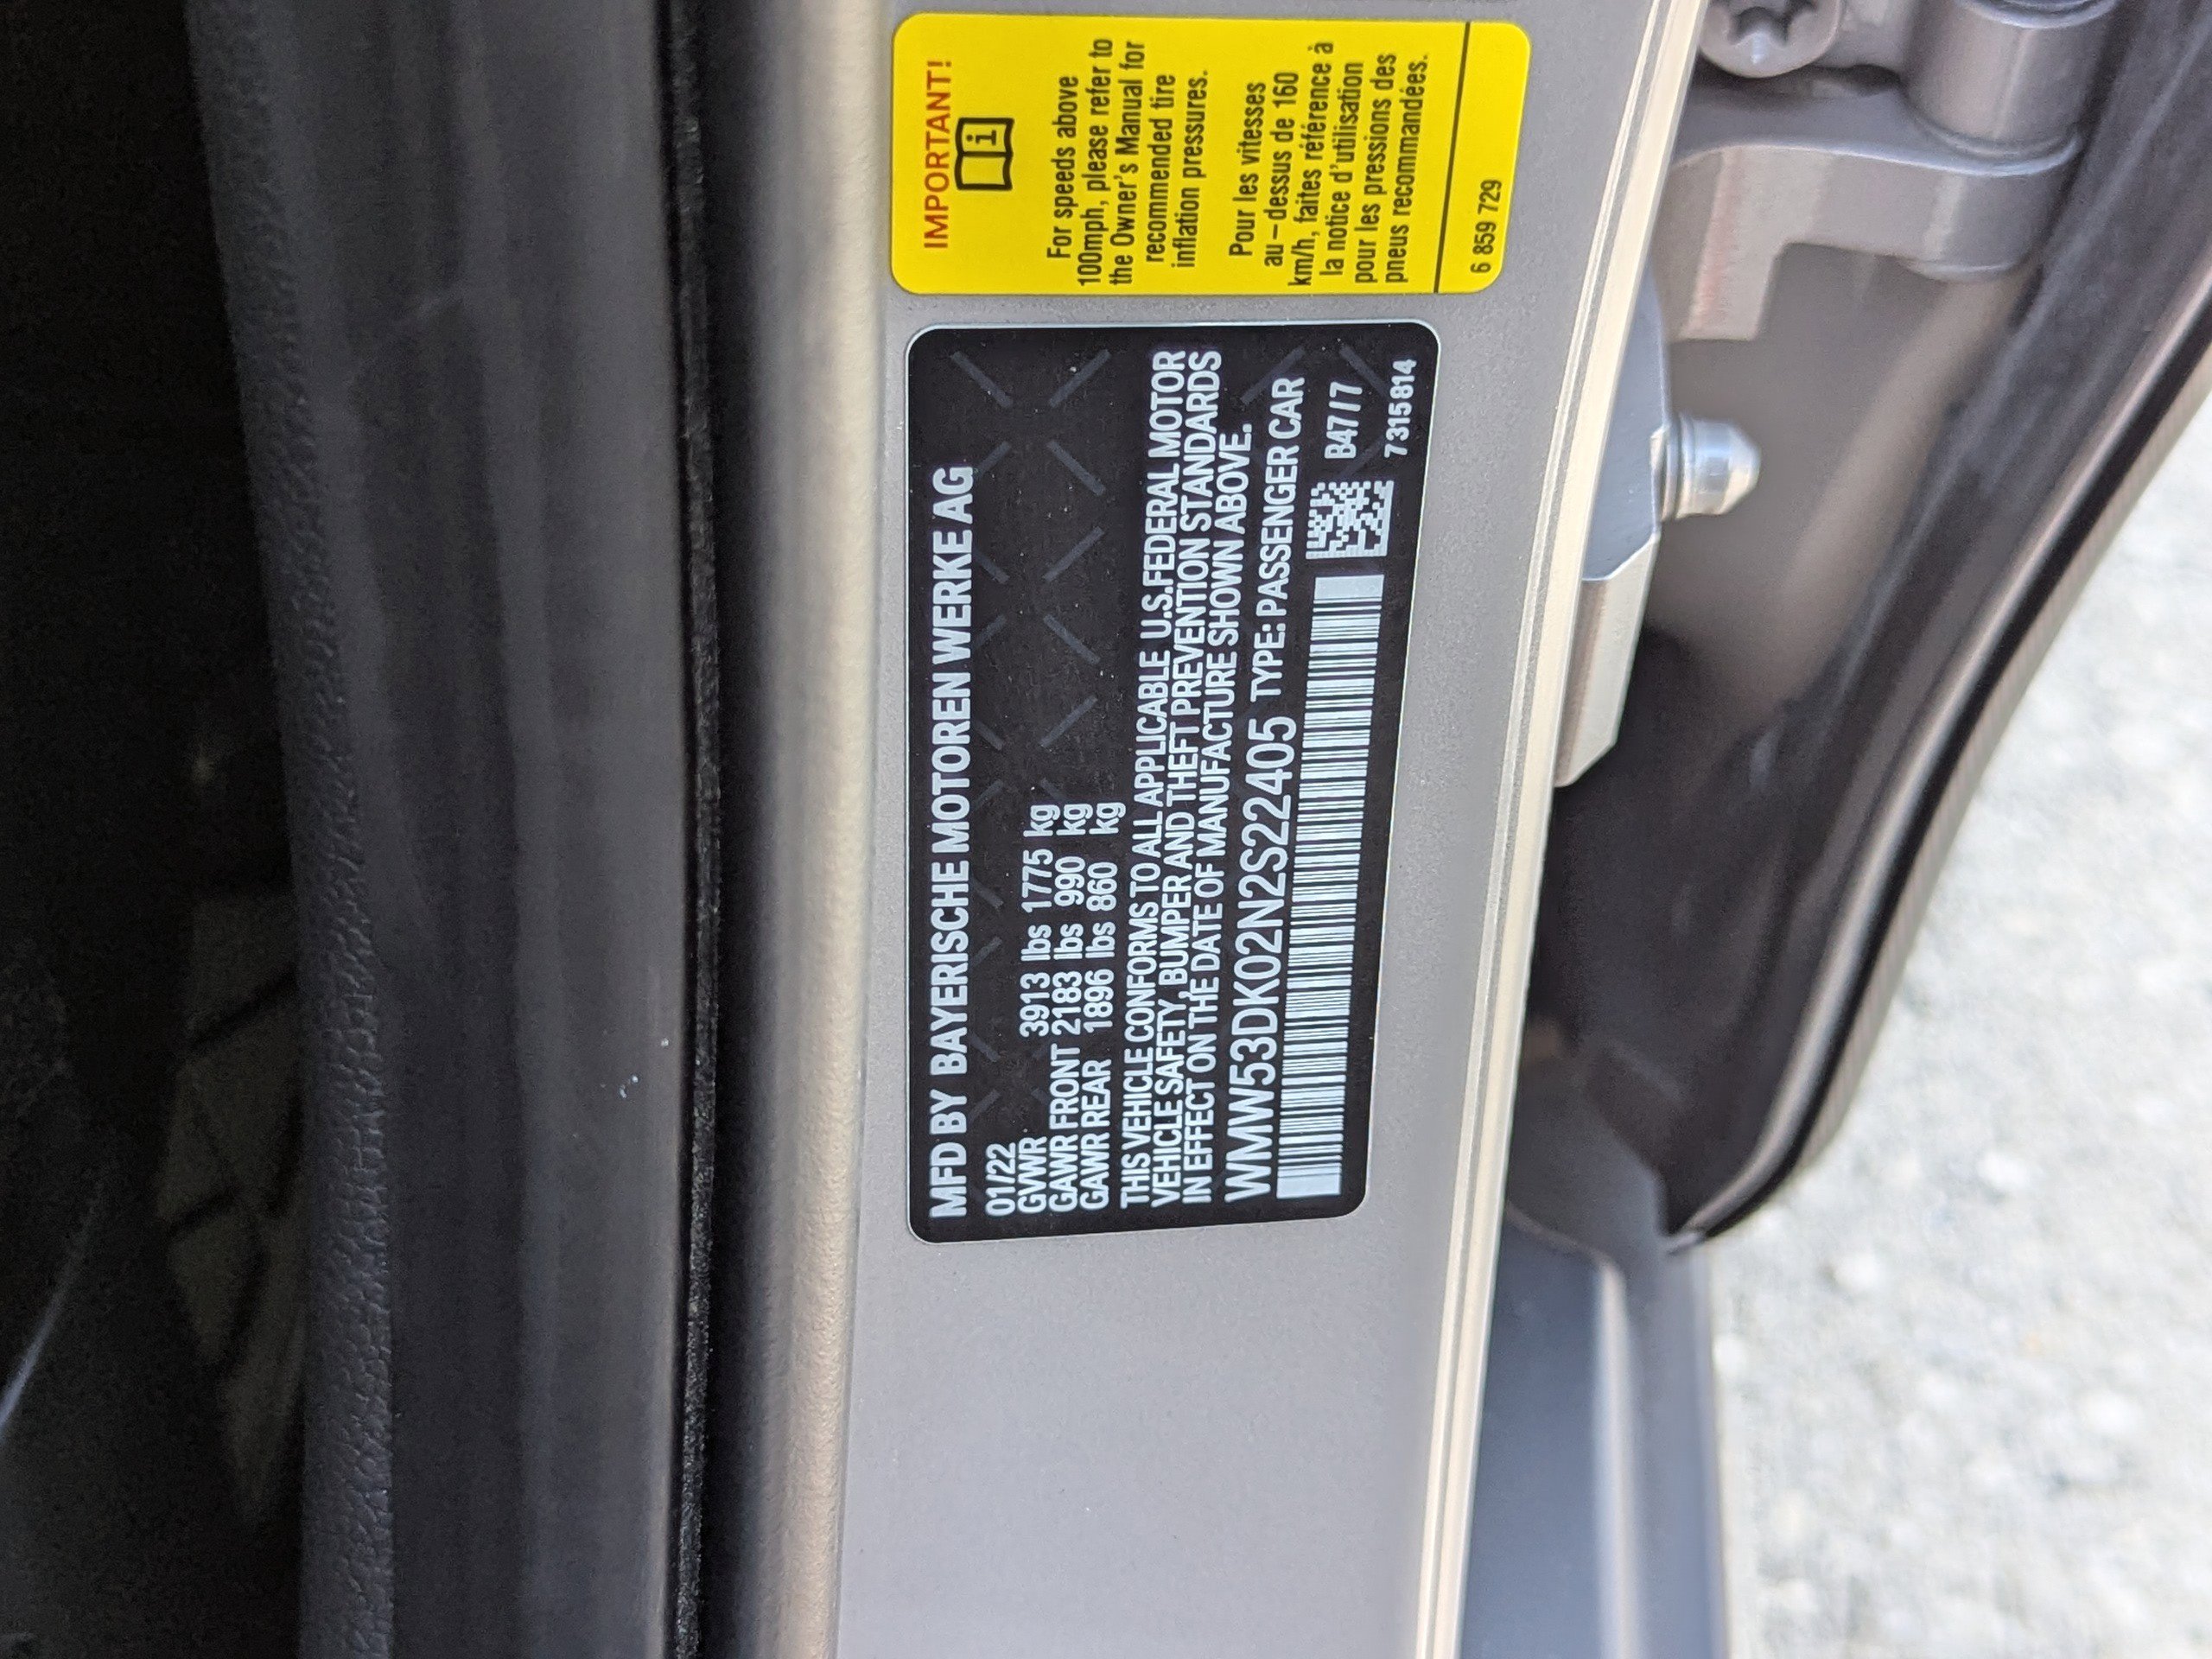 IMPORTANT!
For speeds above
100mph, please refer to
the Owner's Manual for
recommended tire
inflation pressures.
Pour les vitesses
au – dessus de 160
km/h, faites référence à
la notice d'utilisation
pour les pressions des
pneus recommandées.
6 859 729
MFD BY BAYERISCHE MOTOREN WERKE AG
01/22
GVWR 3913 lbs 1775 kg
GAWR FRONT 2183 lbs 990 kg
GAWR REAR 1896 lbs 860 kg
THIS VEHICLE CONFORMS TO ALL APPLICABLE U.S.FEDERAL MOTOR
VEHICLE SAFETY, BUMPER AND THEFT PREVENTION STANDARDS
IN EFFECT ON THE DATE OF MANUFACTURE SHOWN ABOVE.
WMW53DK02N2S22405 TYPE: PASSENGER CAR
B47/7
7315814